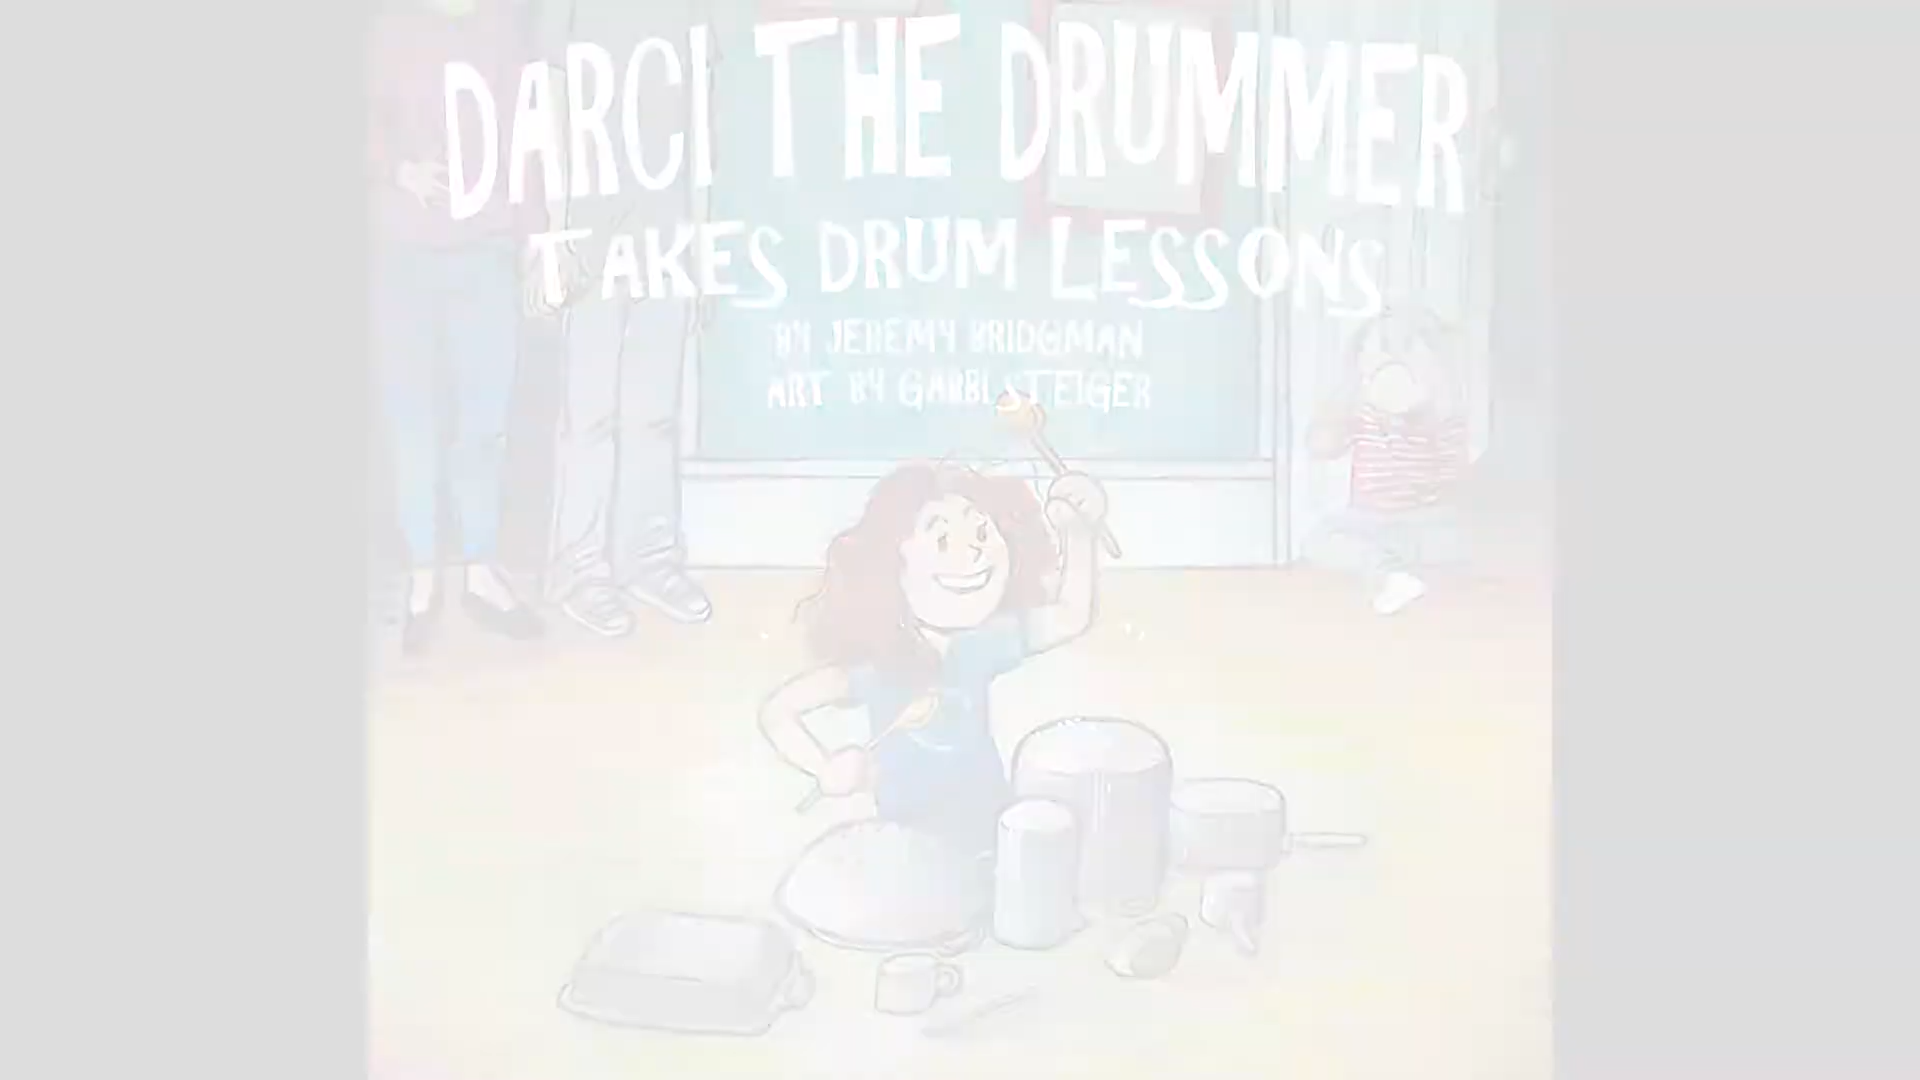 DARCI THE DRUMMER
TAKES DRUM LESSONS
BY JEREMY BRIDGMAN
ART BY GABBI STEIGER